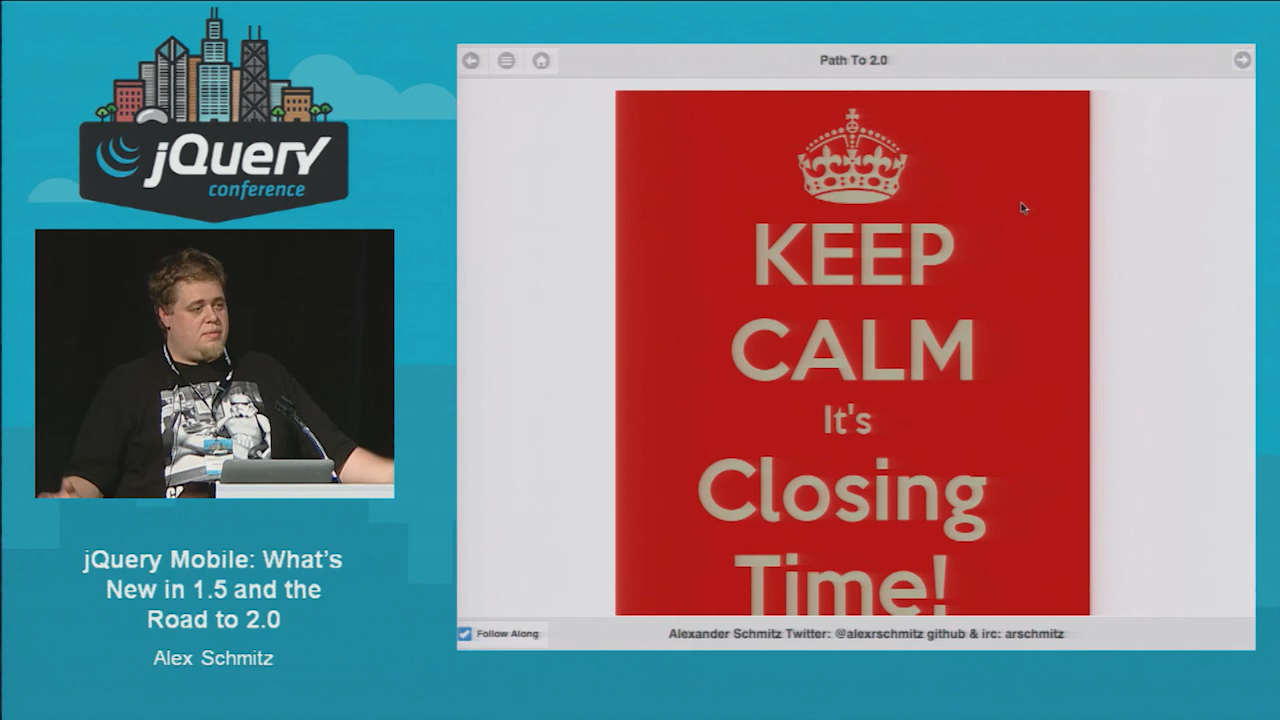 jQuery
conference
jQuery Mobile: What's
New in 1.5 and the
Road to 2.0
Alex Schmitz
Path To 2.0
KEEP
CALM
It's
Closing
Time!
Follow Along
Alexander Schmitz Twitter: @alexrschmitz github & irc: arschmitz